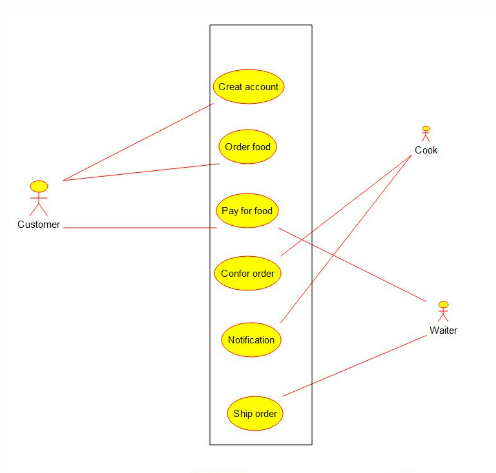 Creat account
Order food
Cook
Customer
Pay for food
Confor order
Notification
Waiter
Ship order